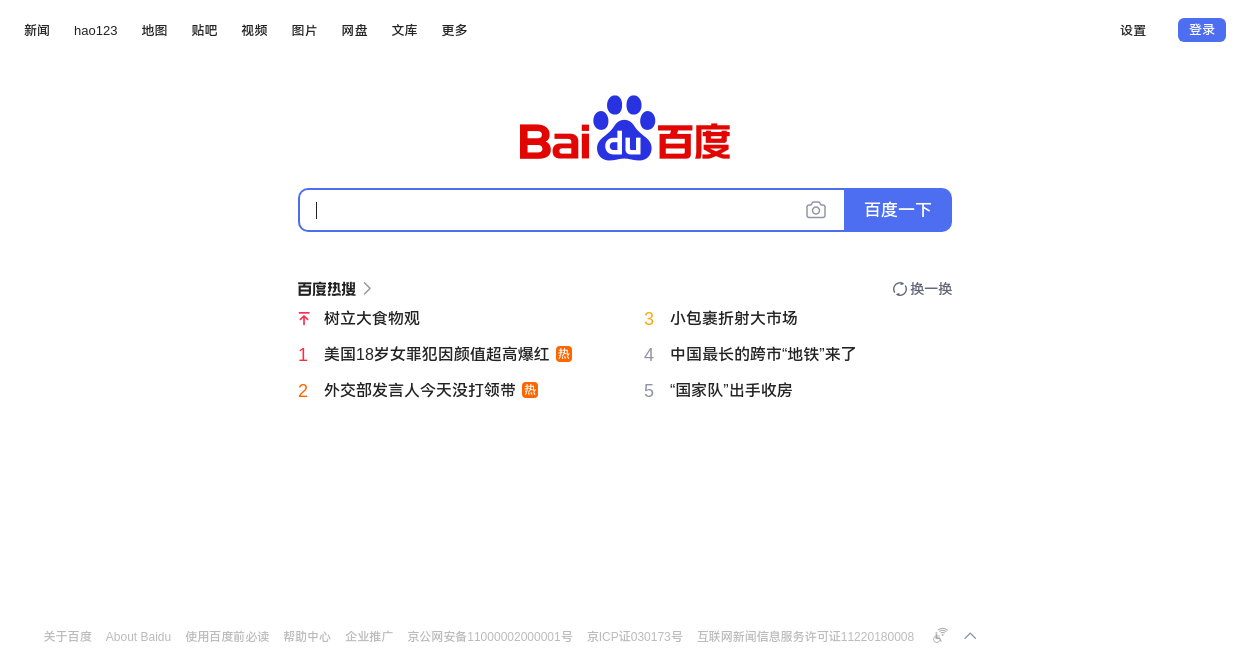 新闻 hao123 地图 贴吧 视频 图片 网盘 文库 更多 设置 登录
Bai du 百度
百度一下
百度热搜 换一换
树立大食物观
1 美国18岁女罪犯因颜值超高爆红 热
2 外交部发言人今天没打领带 热
3 小包裹折射大市场
4 中国最长的跨市“地铁”来了
5 “国家队”出手收房
关于百度 About Baidu 使用百度前必读 帮助中心 企业推广 京公网安备11000002000001号 京ICP证030173号 互联网新闻信息服务许可证11220180008